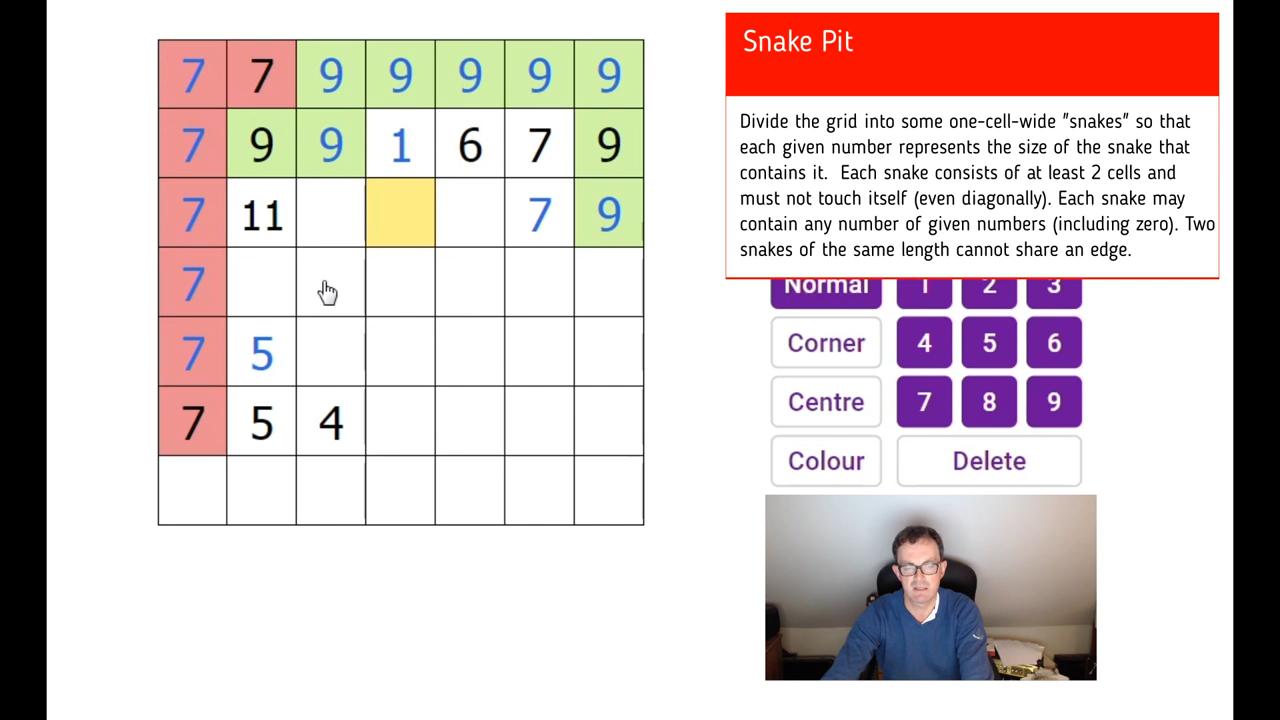 Snake Pit
Divide the grid into some one-cell-wide "snakes" so that
each given number represents the size of the snake that
contains it. Each snake consists of at least 2 cells and
must not touch itself (even diagonally). Each snake may
contain any number of given numbers (including zero). Two
snakes of the same length cannot share an edge.
7 7 9 9 9 9 9
7 9 9 1 6 7 9
7 11 7 9
7
7 5
7 5 4
Normal 1 2 3
Corner 4 5 6
Centre 7 8 9
Colour Delete